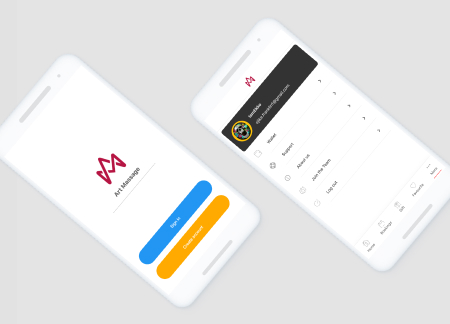 Art Massage
Sign in
Create account
Wallet
Support
About us
Join the Team
Log out
Home
Bookings
Gift
Favourite
More